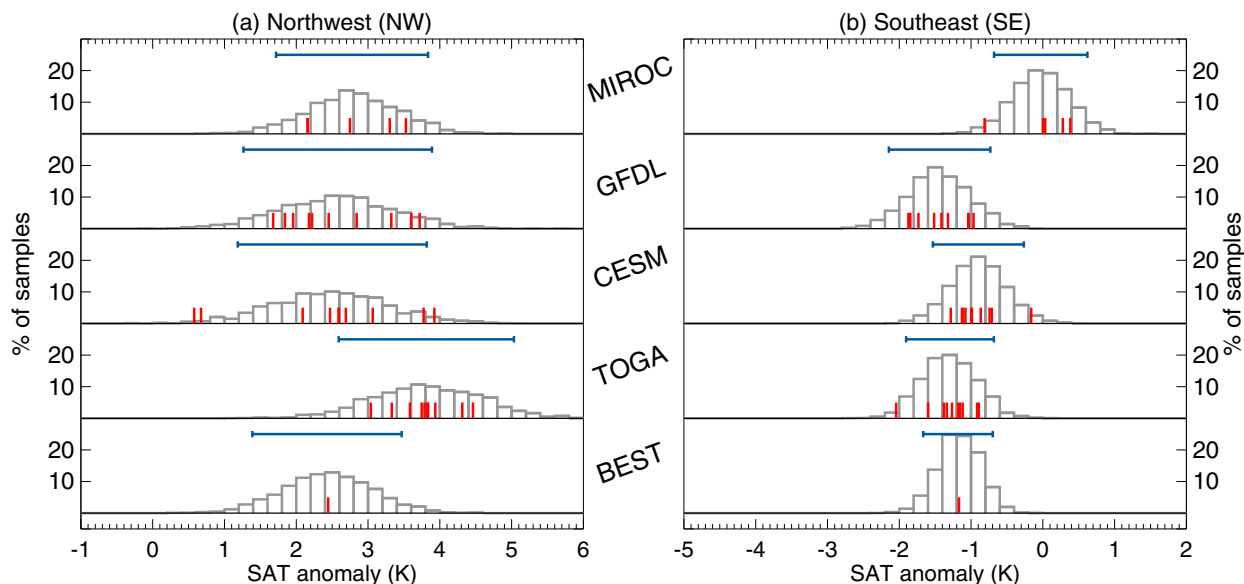 (a) Northwest (NW)
(b) Southeast (SE)
20
10
MIROC
20
10
20
10
GFDL
20
10
20
10
CESM
20
10
20
10
TOGA
20
10
20
10
BEST
20
10
% of samples
% of samples
-1 0 1 2 3 4 5 6
-5 -4 -3 -2 -1 0 1 2
SAT anomaly (K)
SAT anomaly (K)